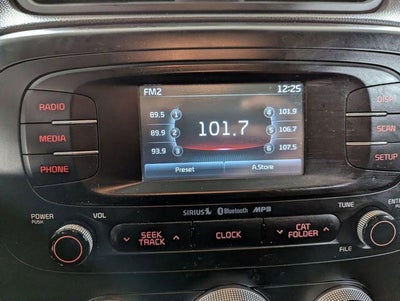 FM2 12:25
RADIO
MEDIA
PHONE
89.5 1 4 101.9
89.9 2 101.7 5 106.7
93.9 3 6 107.5
Preset A.Store
DISP
SCAN
SETUP
POWER PUSH VOL
SIRIUS Bluetooth MP3
TUNE
SEEK TRACK
CLOCK
CAT FOLDER
FILE
PUSH